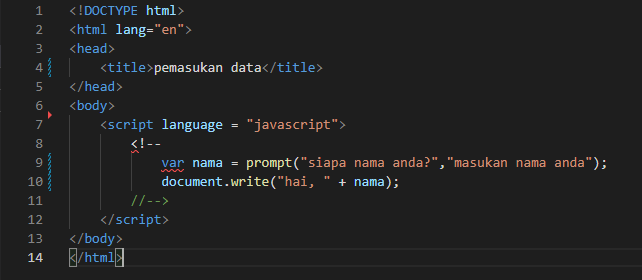 1 <!DOCTYPE html>
2 <html lang="en">
3 <head>
4     <title>pemasukan data</title>
5 </head>
6 <body>
7     <script language = "javascript">
8         <!--
9             var nama = prompt("siapa nama anda?","masukan nama anda");
10             document.write("hai, " + nama);
11         //-->
12     </script>
13 </body>
14 </html>